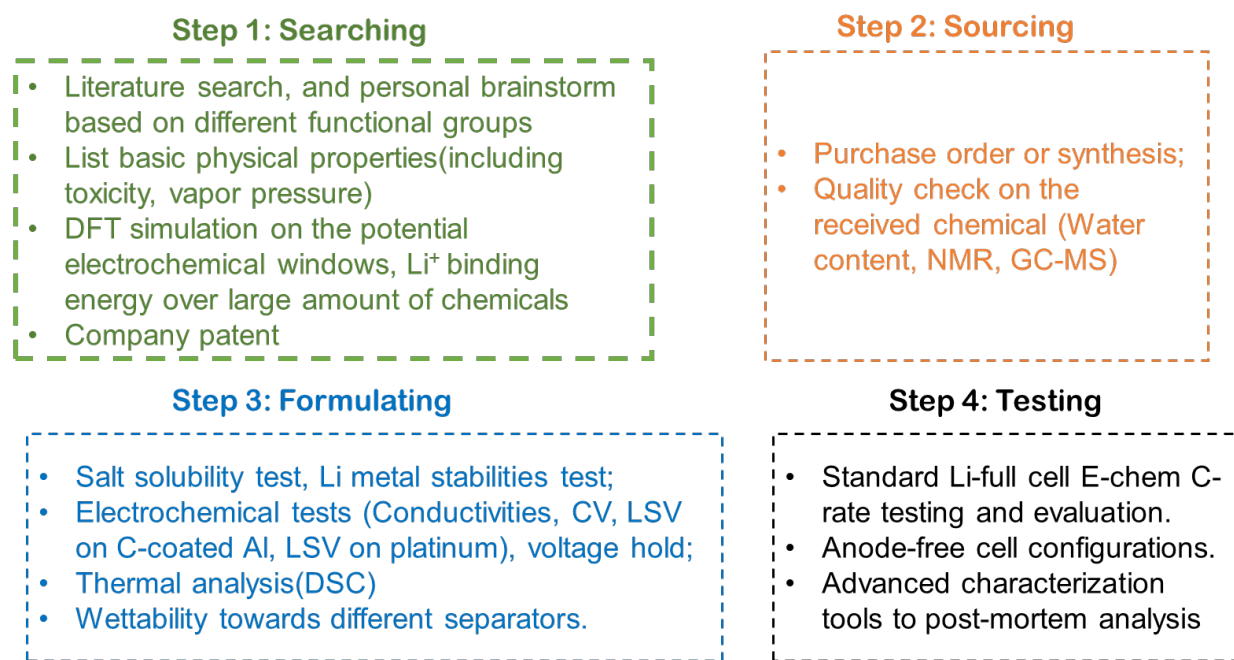 Step 1: Searching
• Literature search, and personal brainstorm
based on different functional groups
• List basic physical properties(including
toxicity, vapor pressure)
• DFT simulation on the potential
electrochemical windows, Li⁺ binding
energy over large amount of chemicals
• Company patent
Step 2: Sourcing
• Purchase order or synthesis;
• Quality check on the
received chemical (Water
content, NMR, GC-MS)
Step 3: Formulating
• Salt solubility test, Li metal stabilities test;
• Electrochemical tests (Conductivities, CV, LSV
on C-coated Al, LSV on platinum), voltage hold;
• Thermal analysis(DSC)
• Wettability towards different separators.
Step 4: Testing
• Standard Li-full cell E-chem C-
rate testing and evaluation.
• Anode-free cell configurations.
• Advanced characterization
tools to post-mortem analysis